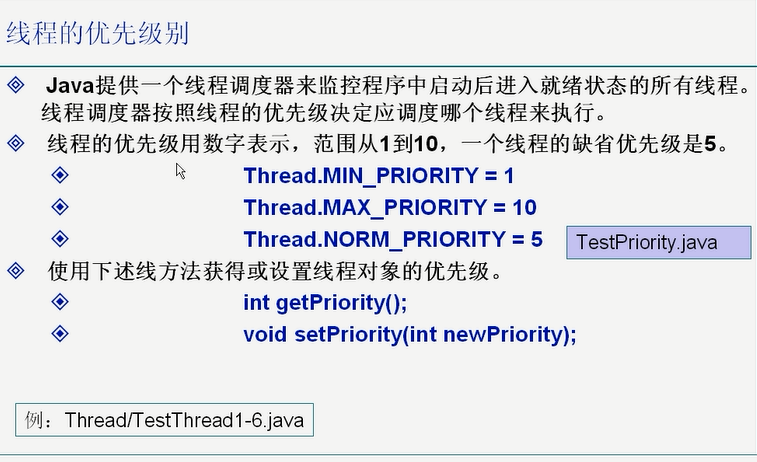 线程的优先级别
Java提供一个线程调度器来监控程序中启动后进入就绪状态的所有线程。
线程调度器按照线程的优先级决定应调度哪个线程来执行。
线程的优先级用数字表示，范围从1到10，一个线程的缺省优先级是5。
Thread.MIN_PRIORITY = 1
Thread.MAX_PRIORITY = 10
Thread.NORM_PRIORITY = 5
TestPriority.java
使用下述线方法获得或设置线程对象的优先级。
int getPriority();
void setPriority(int newPriority);
例：Thread/TestThread1-6.java